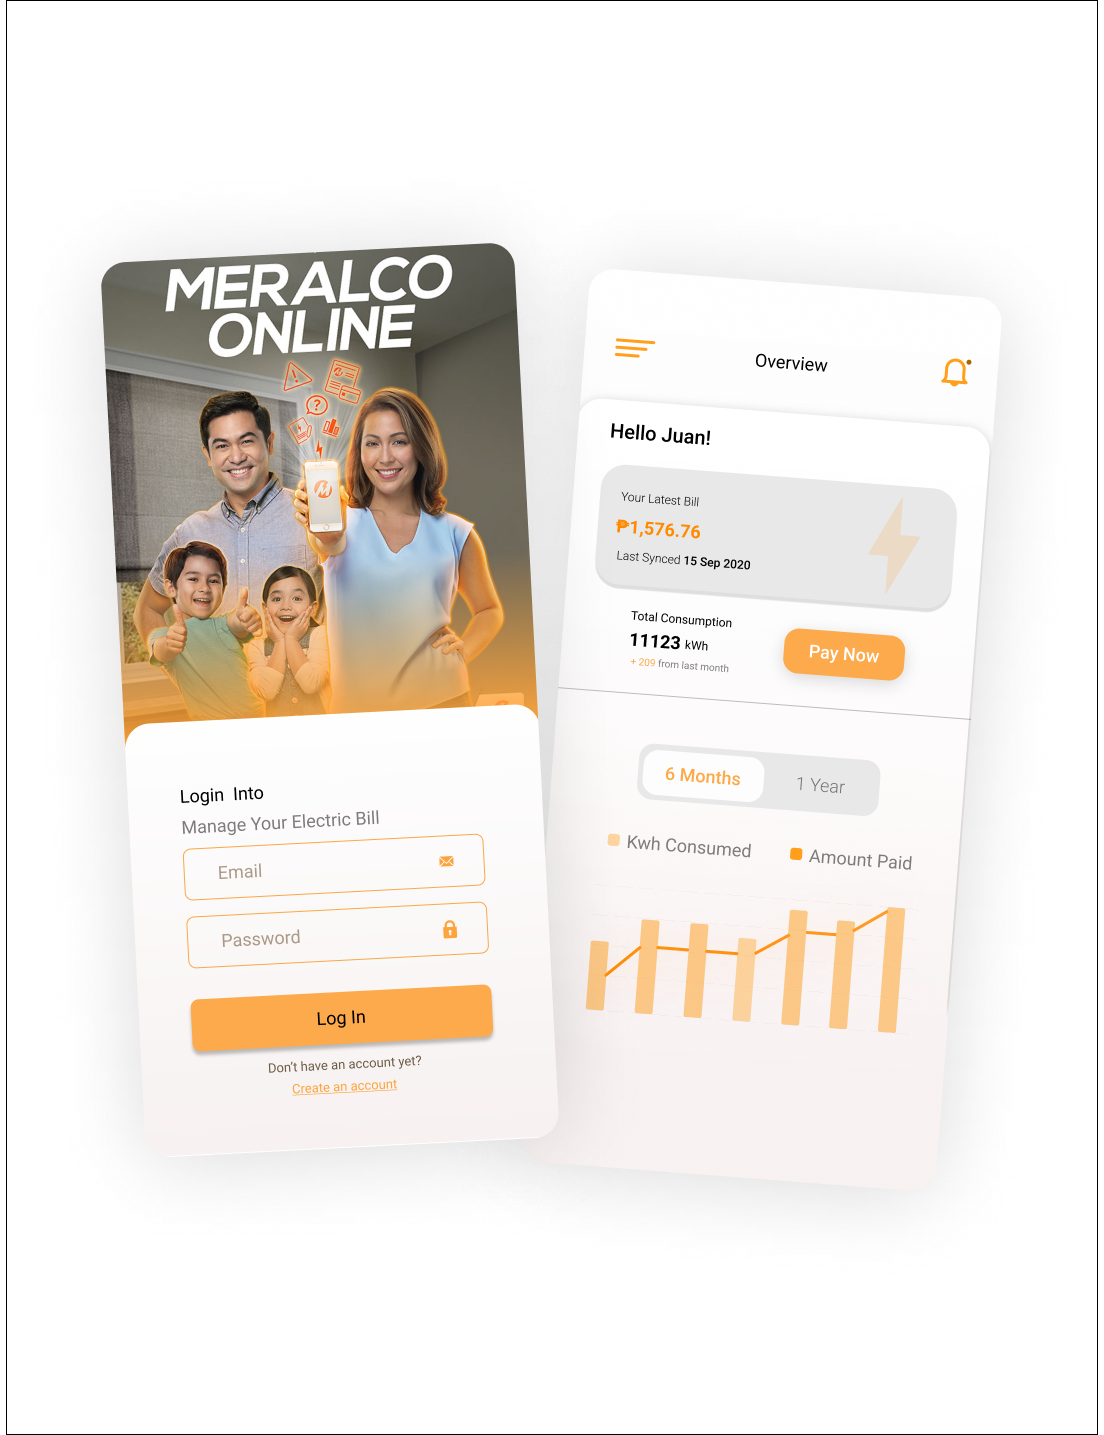 MERALCO
ONLINE
?
Login Into
Manage Your Electric Bill
Email
Password
Log In
Don't have an account yet?
Create an account
Overview
Hello Juan!
Your Latest Bill
₱1,576.76
Last Synced 15 Sep 2020
Total Consumption
11123 kWh
+ 209 from last month
Pay Now
6 Months
1 Year
Kwh Consumed
Amount Paid